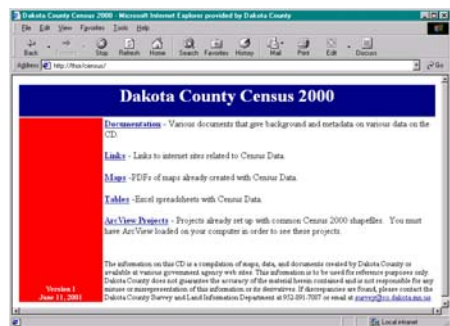 Dakota County Census 2000 - Microsoft Internet Explorer provided by Dakota County
File Edit View Favorites Tools Help
Back Stop Refresh Home Search Favorites History Mail Print Edit Discuss
Address http://thor/census/ Go
Dakota County Census 2000
Documentation - Various documents that give background and metadata on various data on the
CD.
Links - Links to internet sites related to Census Data.
Maps -PDFs of maps already created with Census Data.
Tables -Excel spreadsheets with Census Data.
ArcView Projects - Projects already set up with common Census 2000 shapefiles. You must
have ArcView loaded on your computer in order to see these projects.
The information on this CD is a compilation of maps, data, and documents created by Dakota County or
available at various government agency web sites. This information is to be used for reference purposes only.
Dakota County does not guarantee the accuracy of the material herein contained and is not responsible for any
misuse or misrepresentation of this information or its derivatives. If discrepancies are found, please contact the
Dakota County Survey and Land Information Department at 952-891-7087 or email at survey@co.dakota.mn.us
Version 1
June 11, 2001
Local intranet